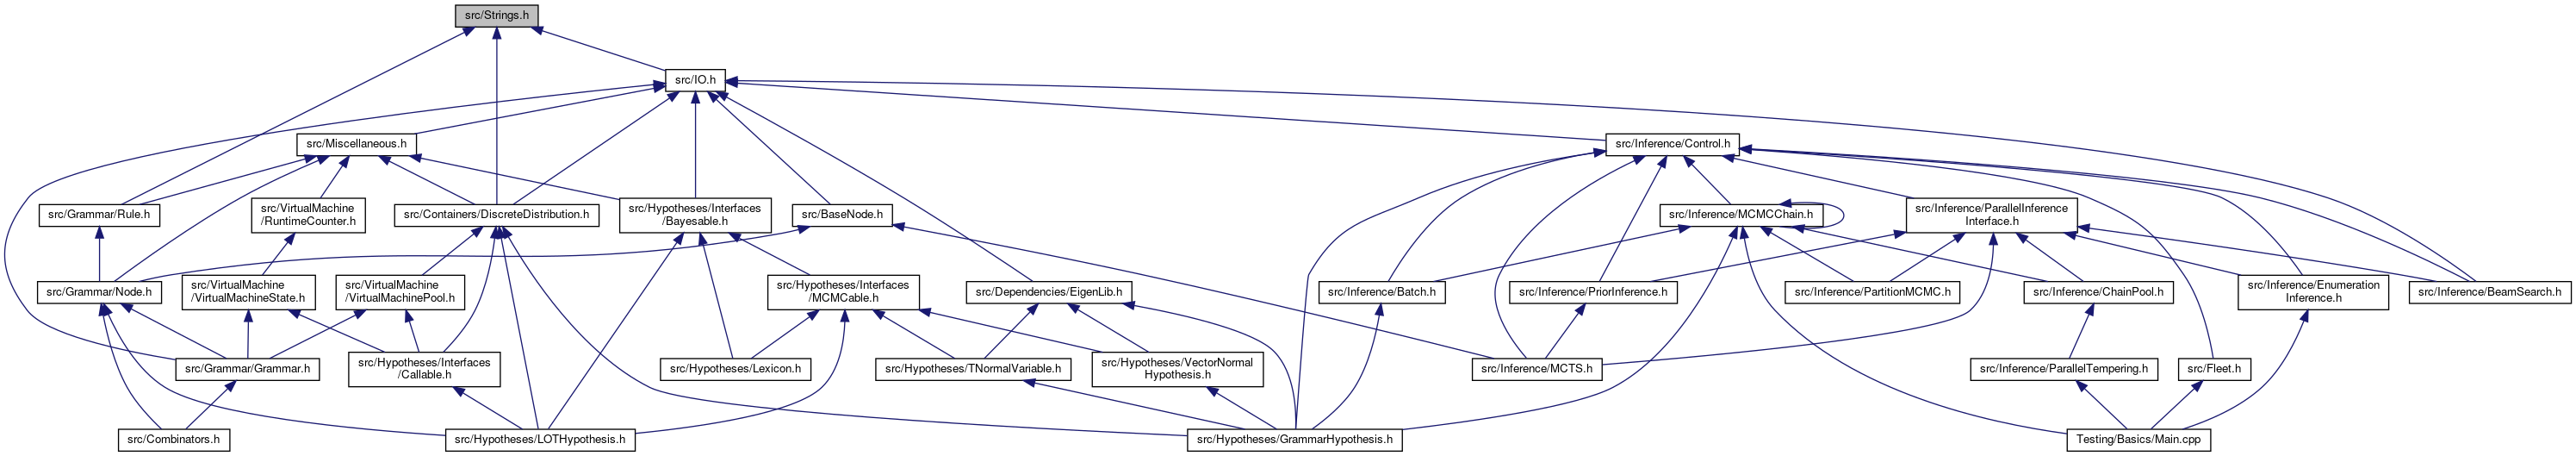 src/Strings.h
src/IO.h
src/Miscellaneous.h
src/Inference/Control.h
src/Grammar/Rule.h
src/VirtualMachine
/RuntimeCounter.h
src/Containers/DiscreteDistribution.h
src/Hypotheses/Interfaces
/Bayesable.h
src/BaseNode.h
src/Inference/MCMCChain.h
src/Inference/ParallelInference
Interface.h
src/Grammar/Node.h
src/VirtualMachine
/VirtualMachineState.h
src/VirtualMachine
/VirtualMachinePool.h
src/Hypotheses/Interfaces
/MCMCable.h
src/Dependencies/EigenLib.h
src/Inference/Batch.h
src/Inference/PriorInference.h
src/Inference/PartitionMCMC.h
src/Inference/ChainPool.h
src/Inference/Enumeration
Inference.h
src/Inference/BeamSearch.h
src/Grammar/Grammar.h
src/Hypotheses/Interfaces
/Callable.h
src/Hypotheses/Lexicon.h
src/Hypotheses/TNormalVariable.h
src/Hypotheses/VectorNormal
Hypothesis.h
src/Inference/MCTS.h
src/Inference/ParallelTempering.h
src/Fleet.h
src/Combinators.h
src/Hypotheses/LOTHypothesis.h
src/Hypotheses/GrammarHypothesis.h
Testing/Basics/Main.cpp